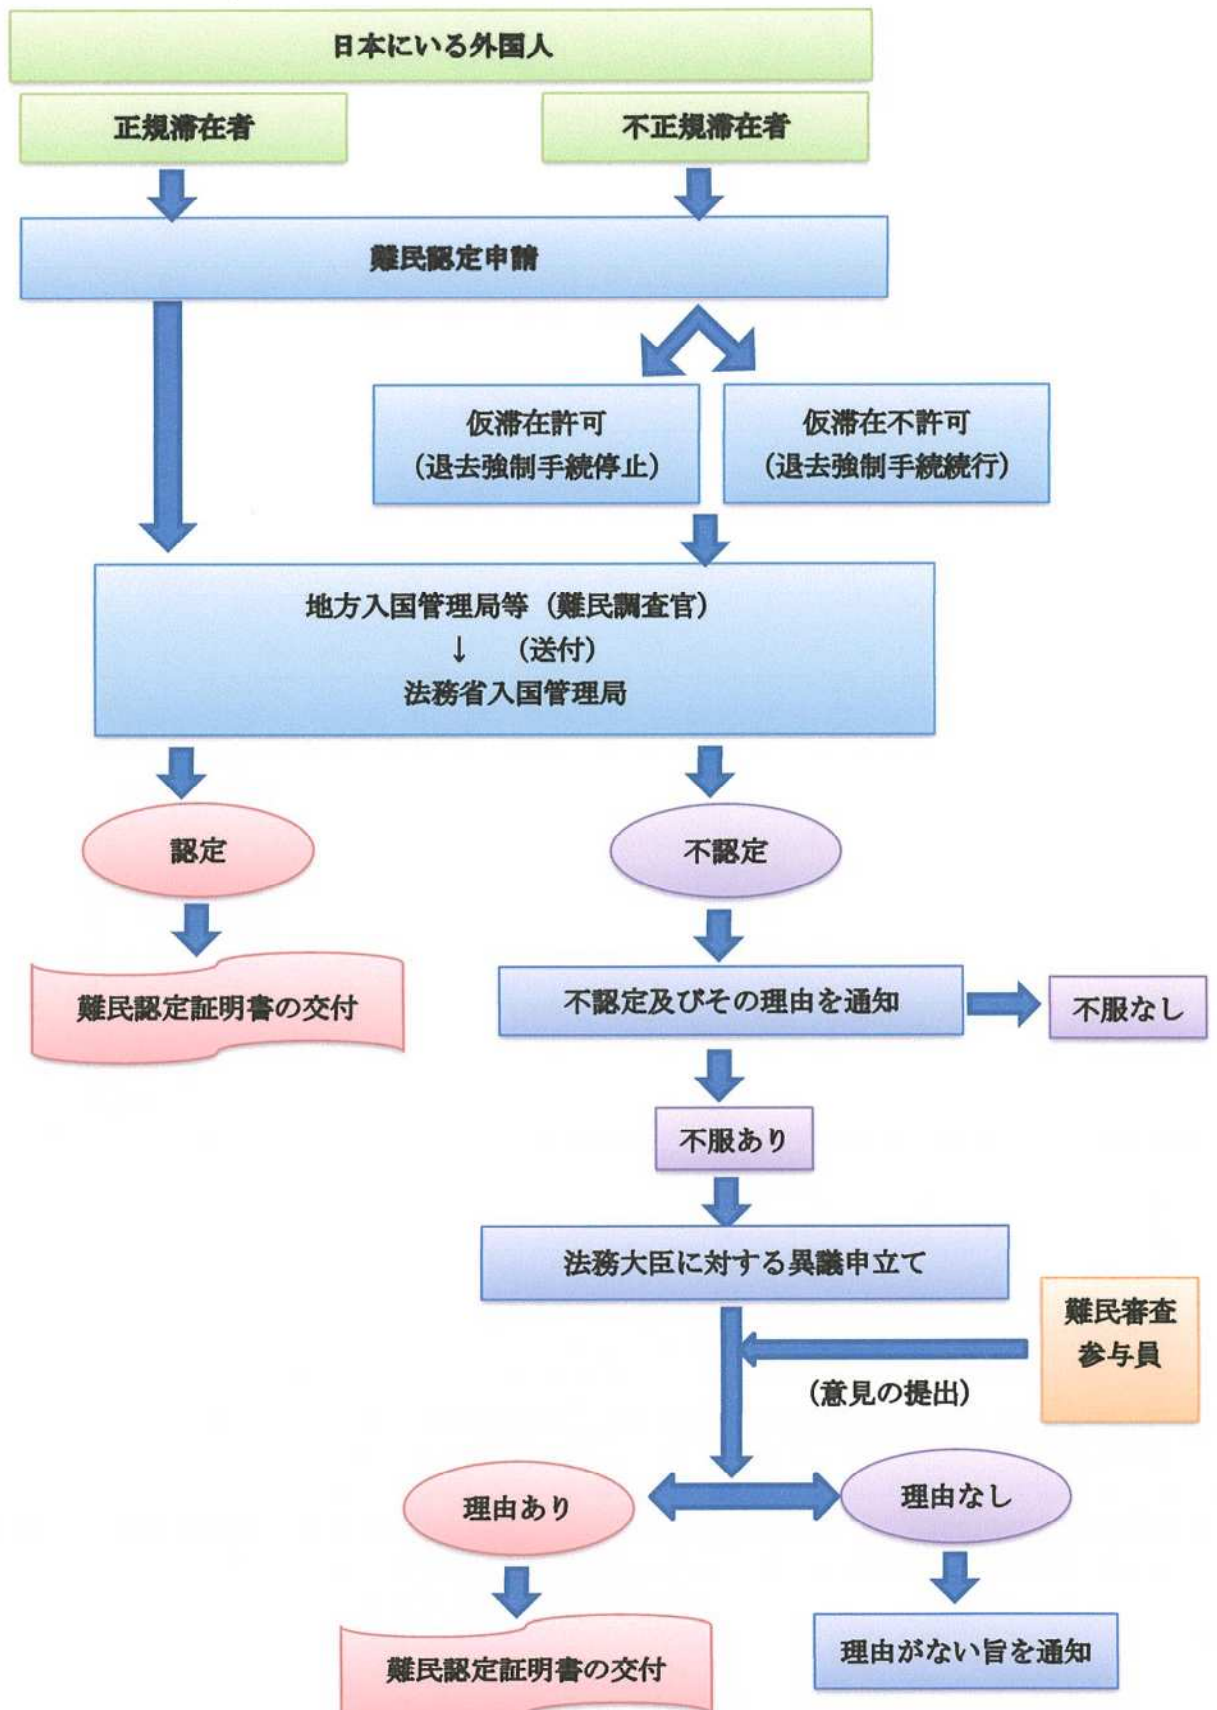 日本にいる外国人
正規滞在者
不正規滞在者
難民認定申請
仮滞在許可
(退去強制手続停止)
仮滞在不許可
(退去強制手続続行)
地方入国管理局等（難民調査官）
↓　（送付）
法務省入国管理局
認定
不認定
難民認定証明書の交付
不認定及びその理由を通知
不服なし
不服あり
法務大臣に対する異議申立て
難民審査
参与員
（意見の提出）
理由あり
理由なし
難民認定証明書の交付
理由がない旨を通知